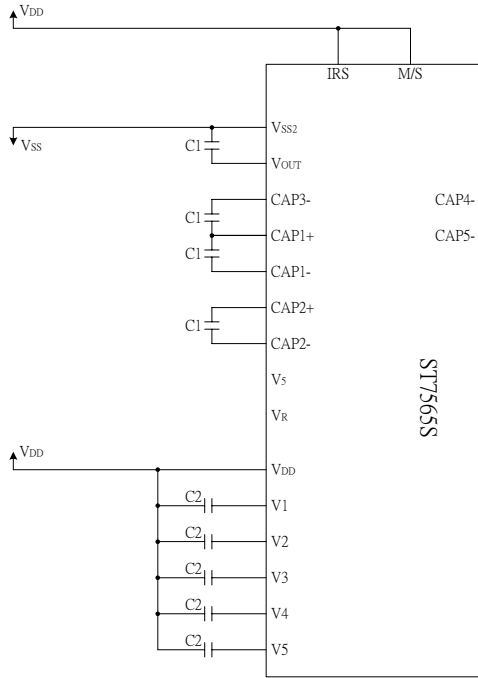 VDD
IRS M/S
VSS
VSS2
C1
VOUT
CAP3- CAP4-
C1
CAP1+ CAP5-
C1
CAP1-
CAP2+
C1
CAP2-
ST7565S
V5
VR
VDD
VDD
C2
V1
C2
V2
C2
V3
C2
V4
C2
V5